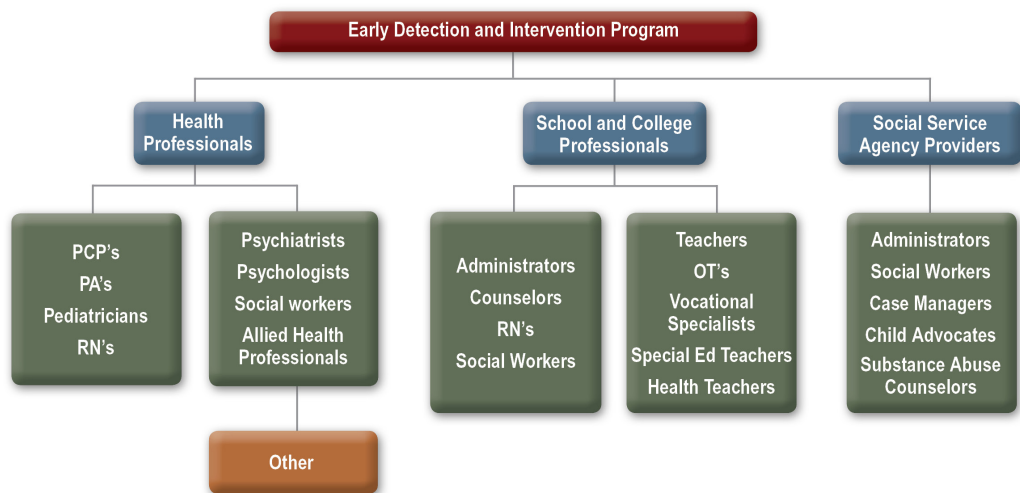 Early Detection and Intervention Program
Health
Professionals
School and College
Professionals
Social Service
Agency Providers
PCP’s
PA’s
Pediatricians
RN’s
Psychiatrists
Psychologists
Social workers
Allied Health
Professionals
Administrators
Counselors
RN’s
Social Workers
Teachers
OT’s
Vocational
Specialists
Special Ed Teachers
Health Teachers
Administrators
Social Workers
Case Managers
Child Advocates
Substance Abuse
Counselors
Other